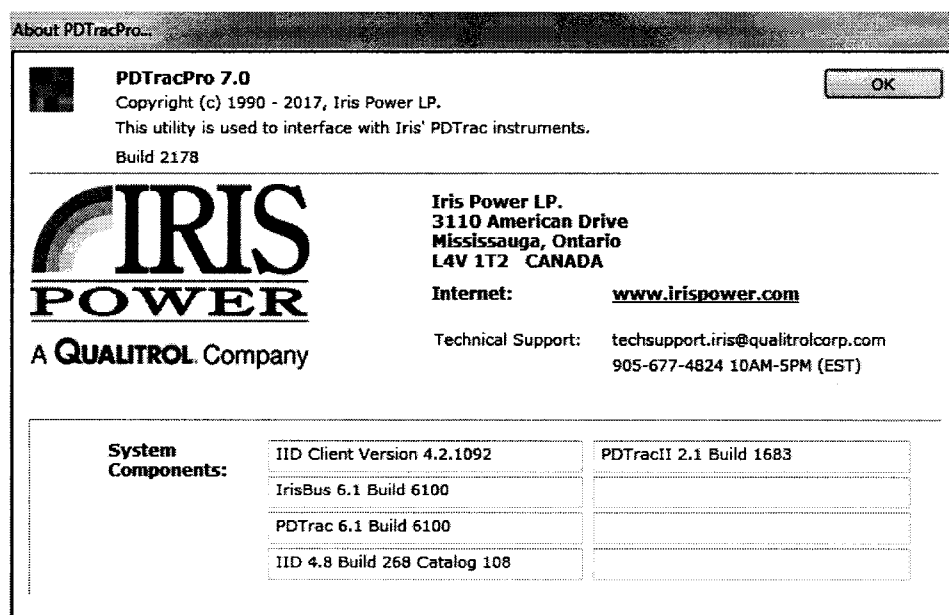 About PDTracPro...
PDTracPro 7.0
OK
Copyright (c) 1990 - 2017, Iris Power LP.
This utility is used to interface with Iris' PDTrac instruments.
Build 2178
IRIS
POWER
A QUALITROL Company
Iris Power LP.
3110 American Drive
Mississauga, Ontario
L4V 1T2 CANADA
Internet: www.irispower.com
Technical Support: techsupport.iris@qualitrolcorp.com
905-677-4824 10AM-5PM (EST)
System
Components:
IID Client Version 4.2.1092
PDTracII 2.1 Build 1683
IrisBus 6.1 Build 6100
PDTrac 6.1 Build 6100
IID 4.8 Build 268 Catalog 108